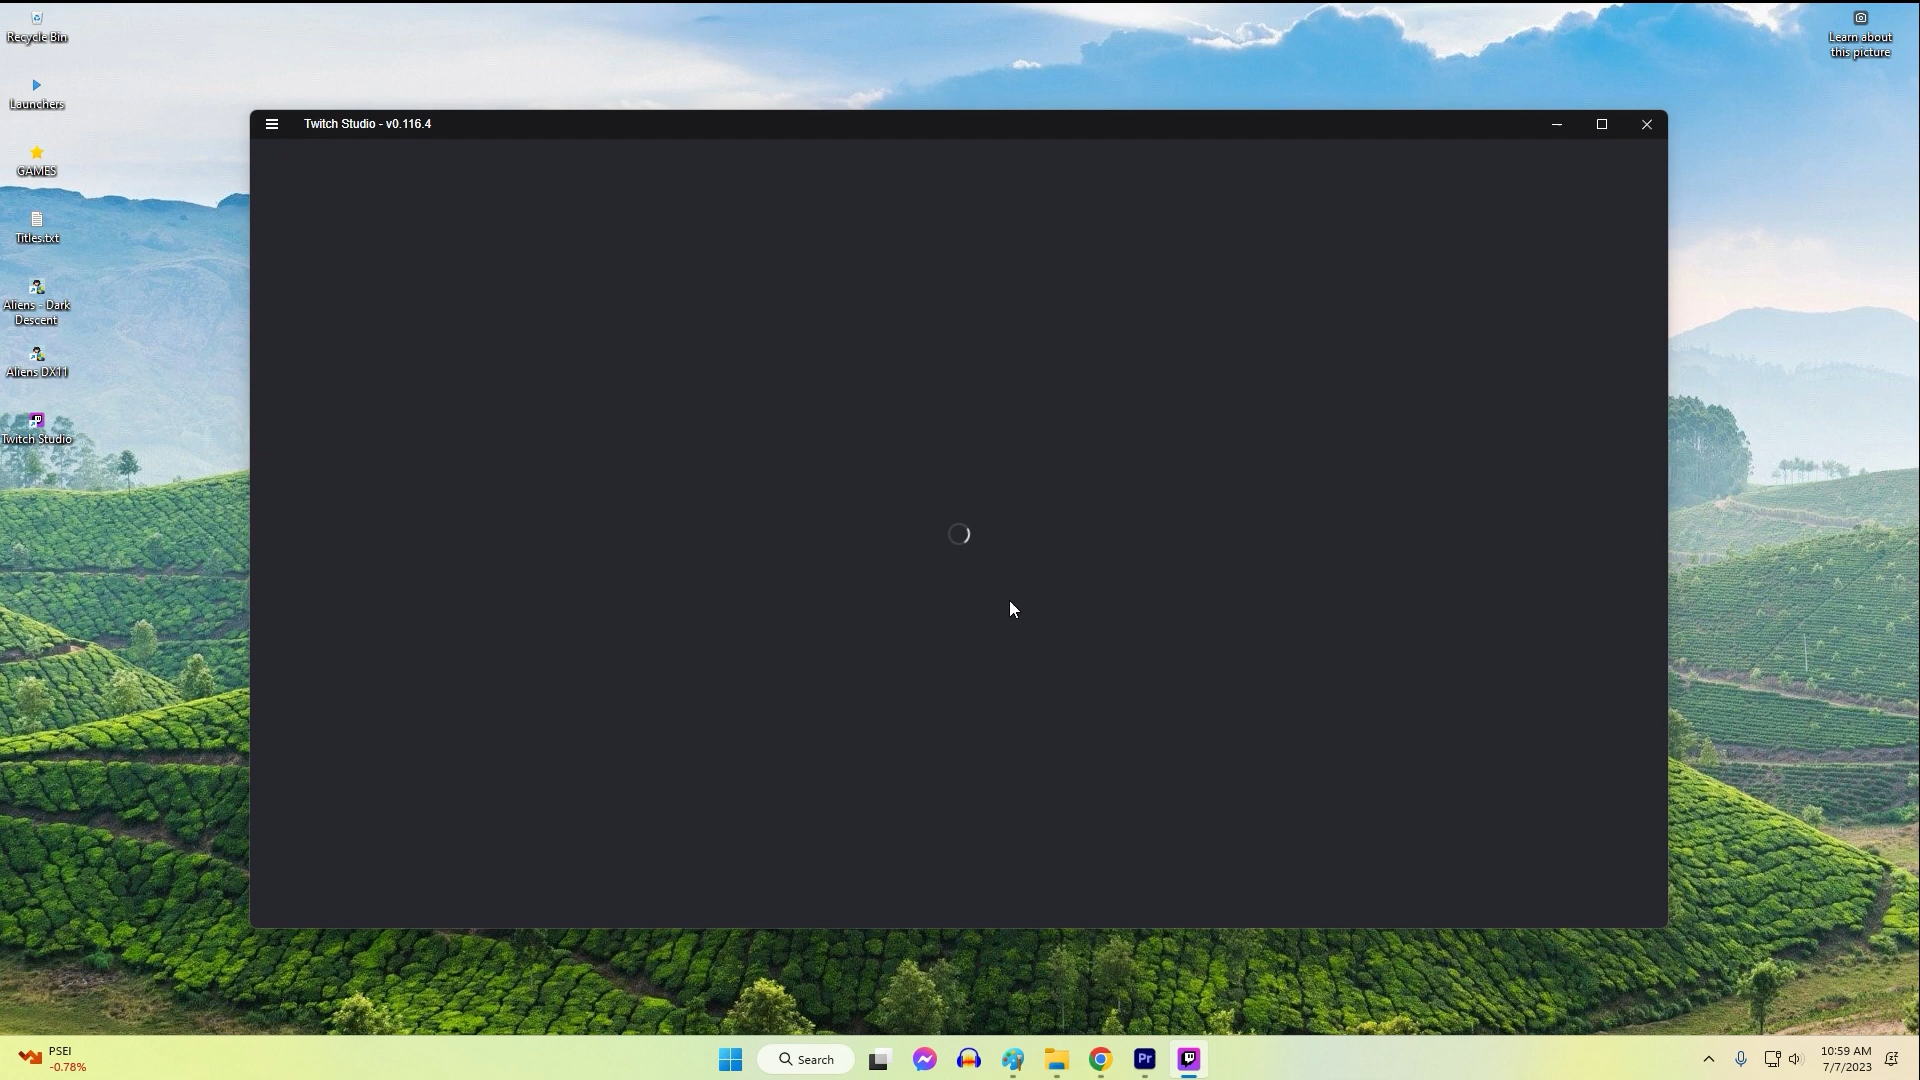 Recycle Bin
Launchers
GAMES
Titles.txt
Aliens - Dark
Descent
Aliens DX11
Twitch Studio
Learn about
this picture
Twitch Studio - v0.116.4
PSEI
-0.78%
Search
Pr
10:59 AM
7/7/2023